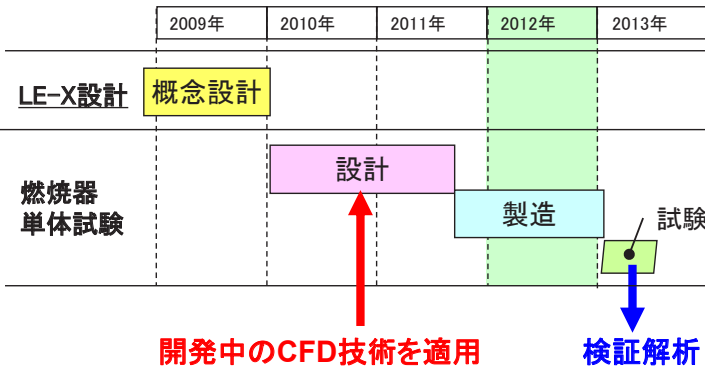 2009年 2010年 2011年 2012年 2013年
LE-X設計
概念設計
設計
燃焼器
単体試験
製造
試験
開発中のCFD技術を適用
検証解析